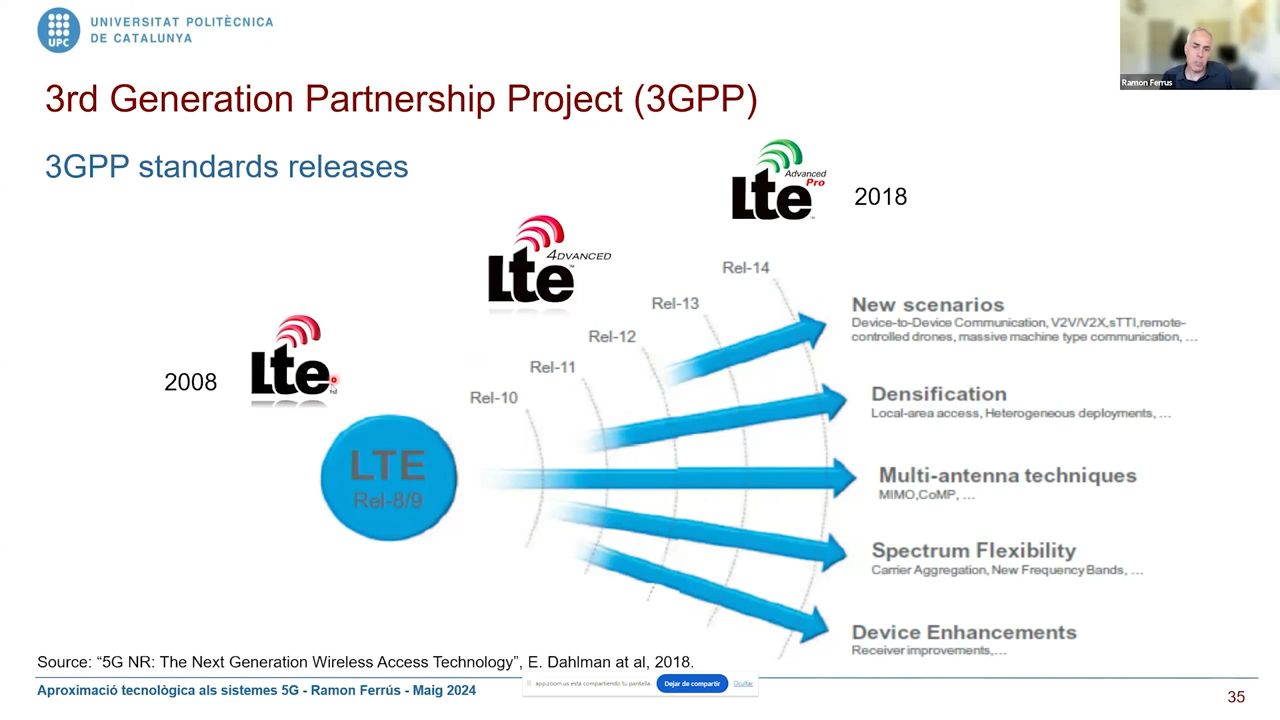 UNIVERSITAT POLITÈCNICA
DE CATALUNYA
UPC
Ramon Ferrus
3rd Generation Partnership Project (3GPP)
3GPP standards releases
Lte Advanced Pro
2018
Lte 4DVANCED
Rel-14
Rel-13
Rel-12
Rel-11
Rel-10
2008
Lte
LTE
Rel-8/9
New scenarios
Device-to-Device Communication, V2V/V2X,sTTI,remote-
controlled drones, massive machine type communication, …
Densification
Local-area access, Heterogeneous deployments, …
Multi-antenna techniques
MIMO,CoMP, …
Spectrum Flexibility
Carrier Aggregation, New Frequency Bands, …
Device Enhancements
Receiver improvements,…
Source: “5G NR: The Next Generation Wireless Access Technology”, E. Dahlman at al, 2018.
Aproximació tecnològica als sistemes 5G - Ramon Ferrús - Maig 2024
app.zoom.us está compartiendo tu pantalla.
Dejar de compartir
Ocultar
35